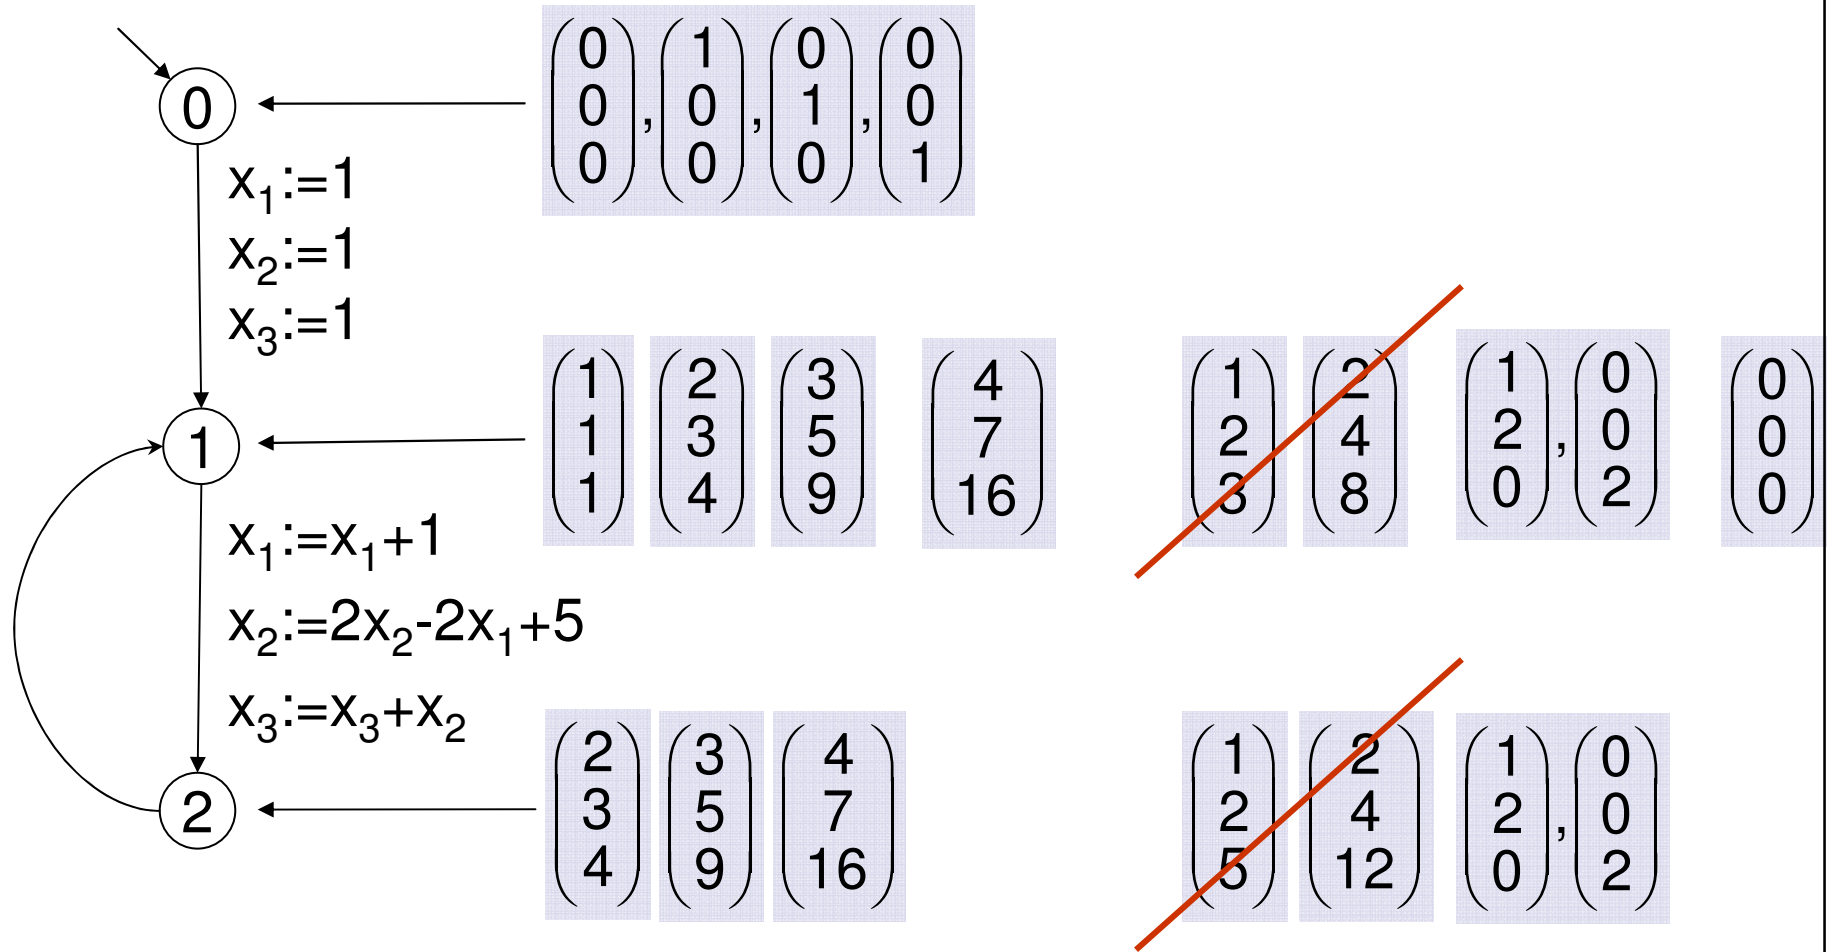 0
(0 0 0), (1 0 0), (0 1 0), (0 0 1)
x₁:=1
x₂:=1
x₃:=1
1
(1 1 1) (2 3 4) (3 5 9) (4 7 16) (1 2 3) (2 4 8) (1 2 0), (0 0 2) (0 0 0)
x₁:=x₁+1
x₂:=2x₂-2x₁+5
x₃:=x₃+x₂
2
(2 3 4) (3 5 9) (4 7 16) (1 2 5) (2 4 12) (1 2 0), (0 0 2)